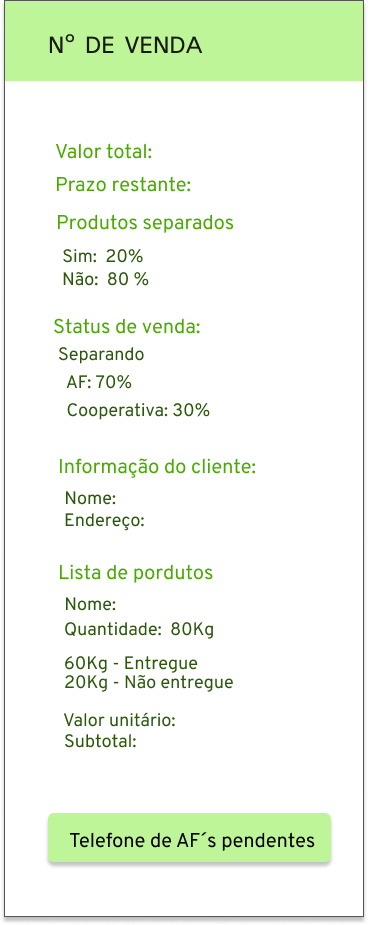 N° DE VENDA
Valor total:
Prazo restante:
Produtos separados
Sim: 20%
Não: 80 %
Status de venda:
Separando
AF: 70%
Cooperativa: 30%
Informação do cliente:
Nome:
Endereço:
Lista de pordutos
Nome:
Quantidade: 80Kg
60Kg - Entregue
20Kg - Não entregue
Valor unitário:
Subtotal:
Telefone de AF´s pendentes